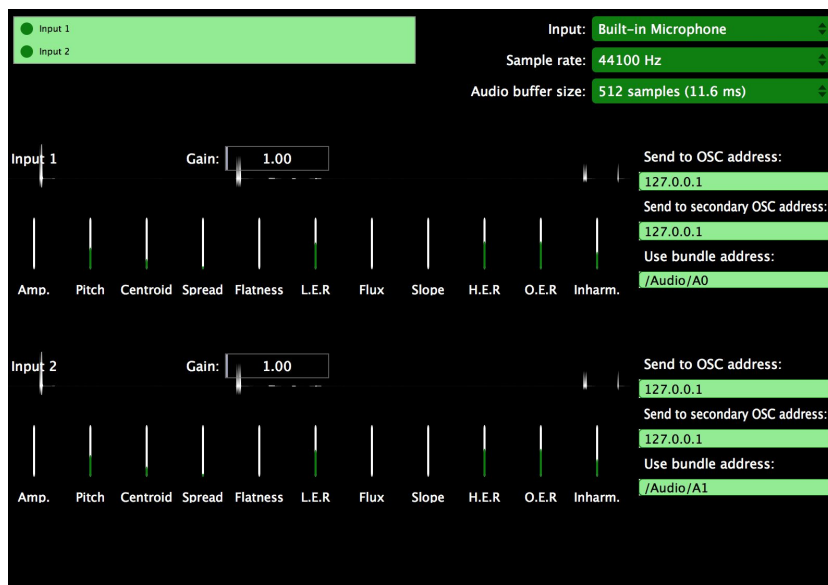 Input 1
Input 2
Input: Built-in Microphone
Sample rate: 44100 Hz
Audio buffer size: 512 samples (11.6 ms)
Input 1 Gain: 1.00
Send to OSC address:
127.0.0.1
Send to secondary OSC address:
127.0.0.1
Use bundle address:
/Audio/A0
Amp. Pitch Centroid Spread Flatness L.E.R Flux Slope H.E.R O.E.R Inharm.
Input 2 Gain: 1.00
Send to OSC address:
127.0.0.1
Send to secondary OSC address:
127.0.0.1
Use bundle address:
/Audio/A1
Amp. Pitch Centroid Spread Flatness L.E.R Flux Slope H.E.R O.E.R Inharm.